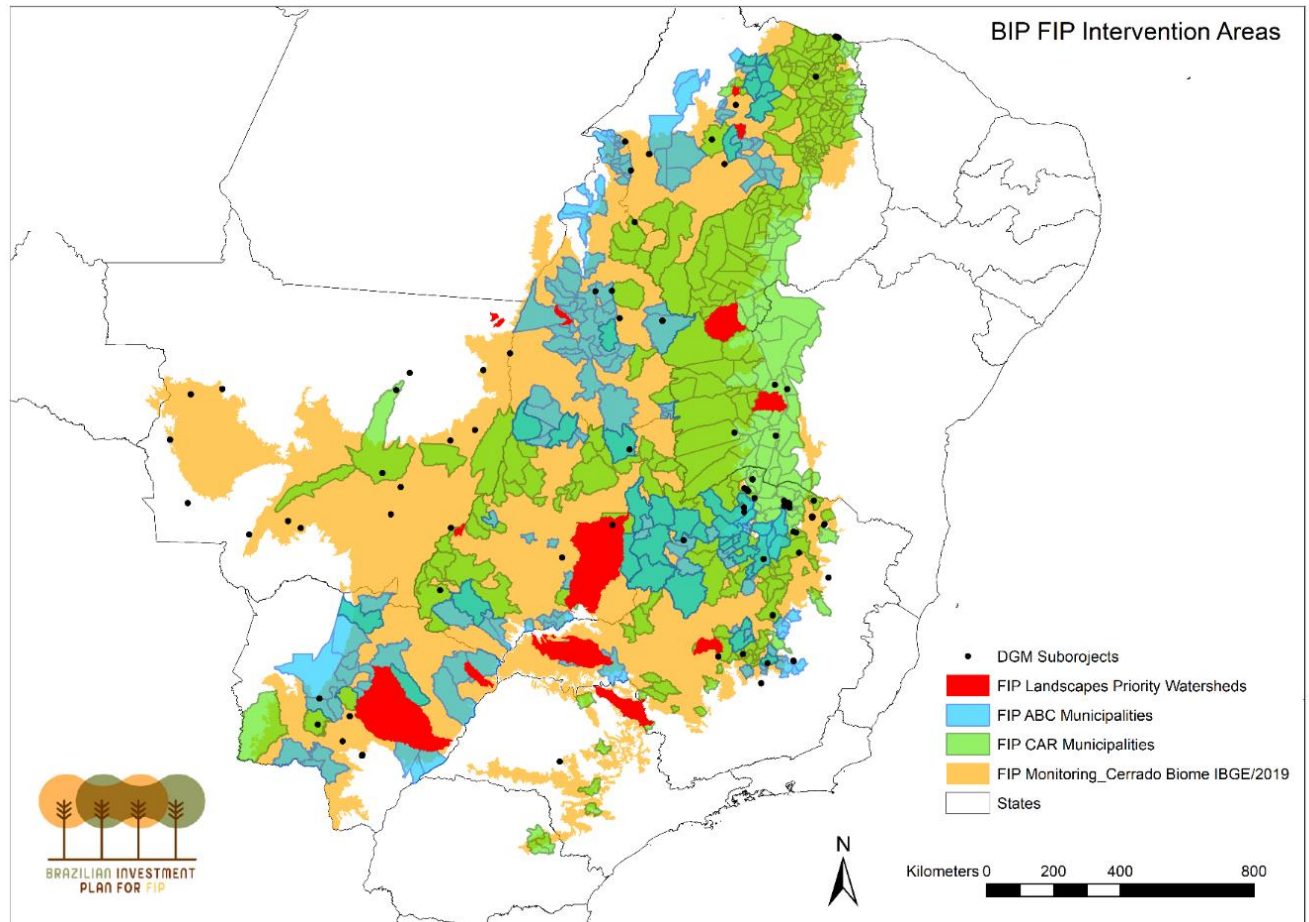 BIP FIP Intervention Areas
DGM Suborojects
FIP Landscapes Priority Watersheds
FIP ABC Municipalities
FIP CAR Municipalities
FIP Monitoring_Cerrado Biome IBGE/2019
States
N
Kilometers 0 200 400 800
BRAZILIAN INVESTMENT
PLAN FOR FIP